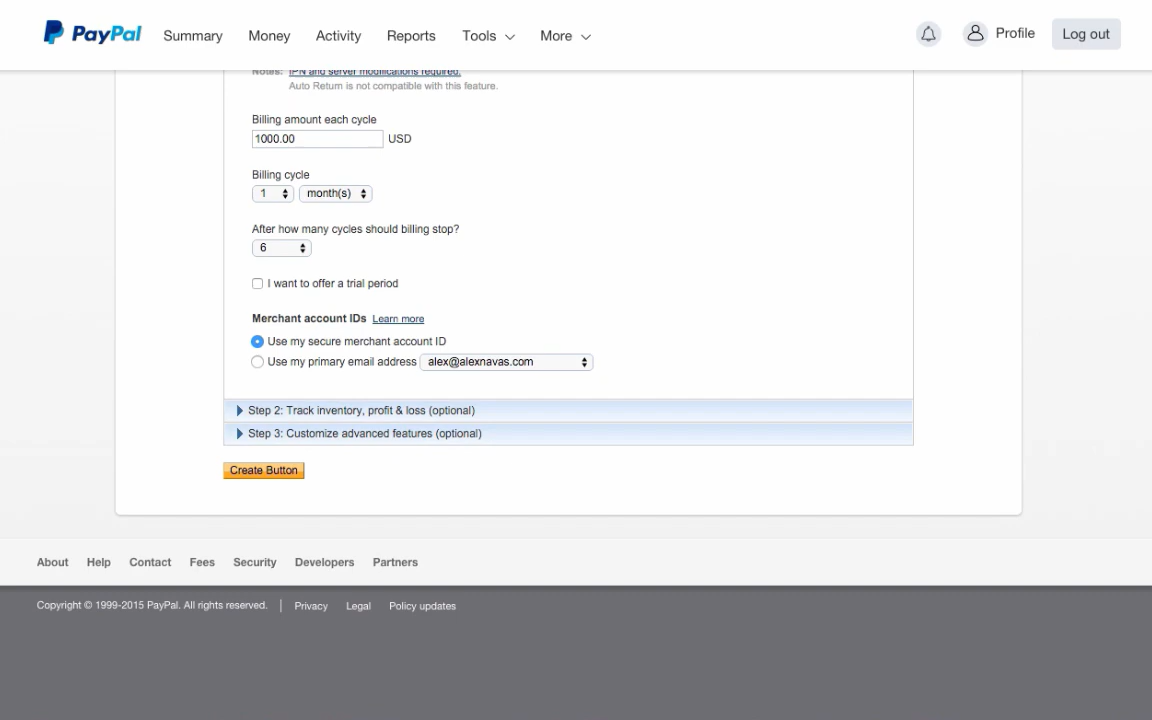 PayPal Summary Money Activity Reports Tools More Profile Log out
Notes: IPN and server modifications required.
Auto Return is not compatible with this feature.
Billing amount each cycle
1000.00 USD
Billing cycle
1 month(s)
After how many cycles should billing stop?
6
I want to offer a trial period
Merchant account IDs Learn more
Use my secure merchant account ID
Use my primary email address alex@alexnavas.com
Step 2: Track inventory, profit & loss (optional)
Step 3: Customize advanced features (optional)
Create Button
About Help Contact Fees Security Developers Partners
Copyright © 1999-2015 PayPal. All rights reserved. | Privacy Legal Policy updates